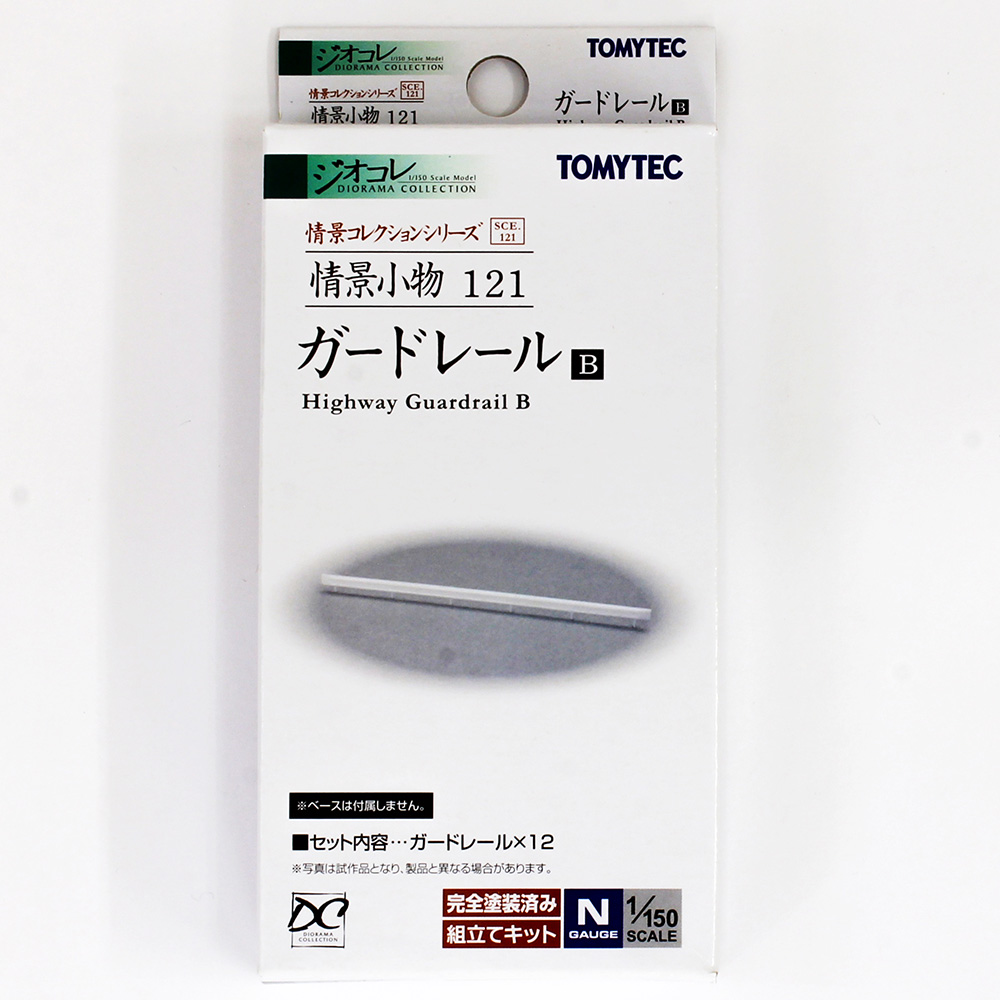 ジオコレ
1/150 Scale Model
DIORAMA COLLECTION
TOMYTEC
情景コレクションシリーズ
SCE.
121
情景小物 121
ガードレール B
Highway Guardrail B
ジオコレ
1/150 Scale Model
DIORAMA COLLECTION
TOMYTEC
情景コレクションシリーズ
SCE.
121
情景小物 121
ガードレール B
Highway Guardrail B
※ベースは付属しません。
■セット内容…ガードレール×12
※写真は試作品となり、製品と異なる場合があります。
DC
DIORAMA
COLLECTION
完全塗装済み
組立てキット
N
GAUGE
1/150
SCALE